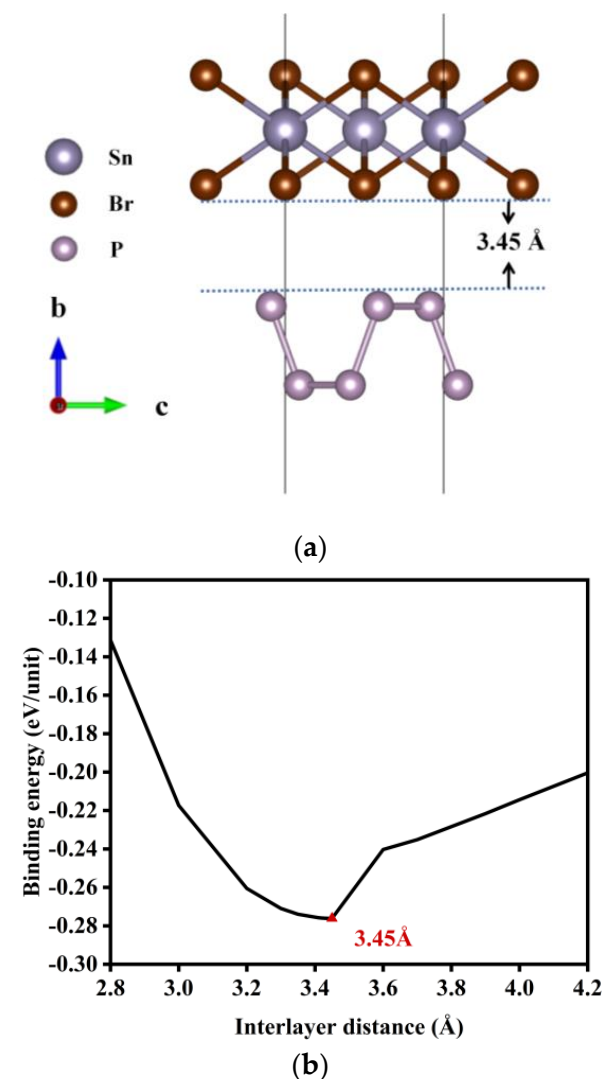 Sn
Br
P
3.45 Å
b
c
(a)
-0.10
-0.12
-0.14
-0.16
-0.18
-0.20
-0.22
-0.24
-0.26
-0.28
-0.30
Binding energy (eV/unit)
3.45Å
2.8 3.0 3.2 3.4 3.6 3.8 4.0 4.2
Interlayer distance (Å)
(b)